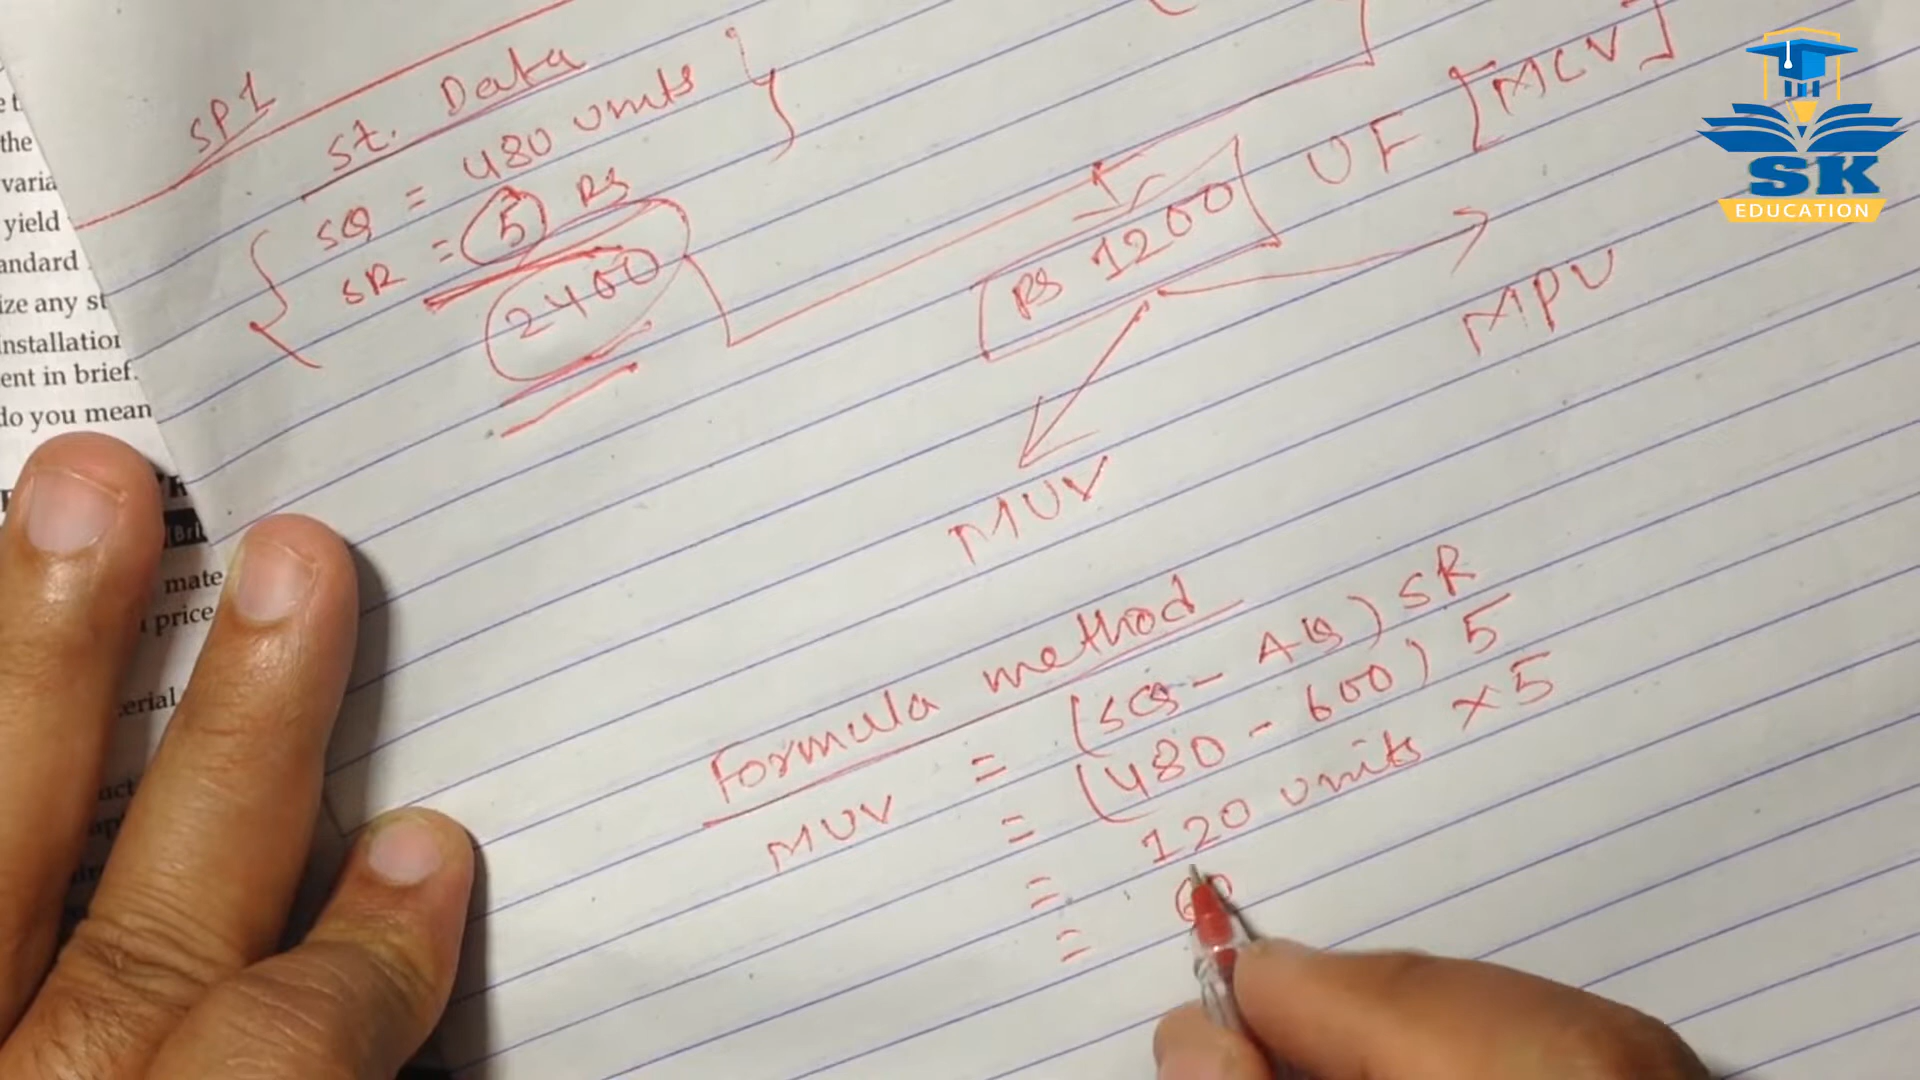 SP1
St. Data
SQ = 480 units
SR = 5 RS
2400
RS 1200
UF [MCV]
MPV
MUV
Formula method
MUV = (SQ - AQ) SR
= (480 - 600) 5
= 120 units × 5
=
SK
EDUCATION
the
varia
yield
andard
ize any st
installation
ent in brief.
do you mean
mate
price
erial